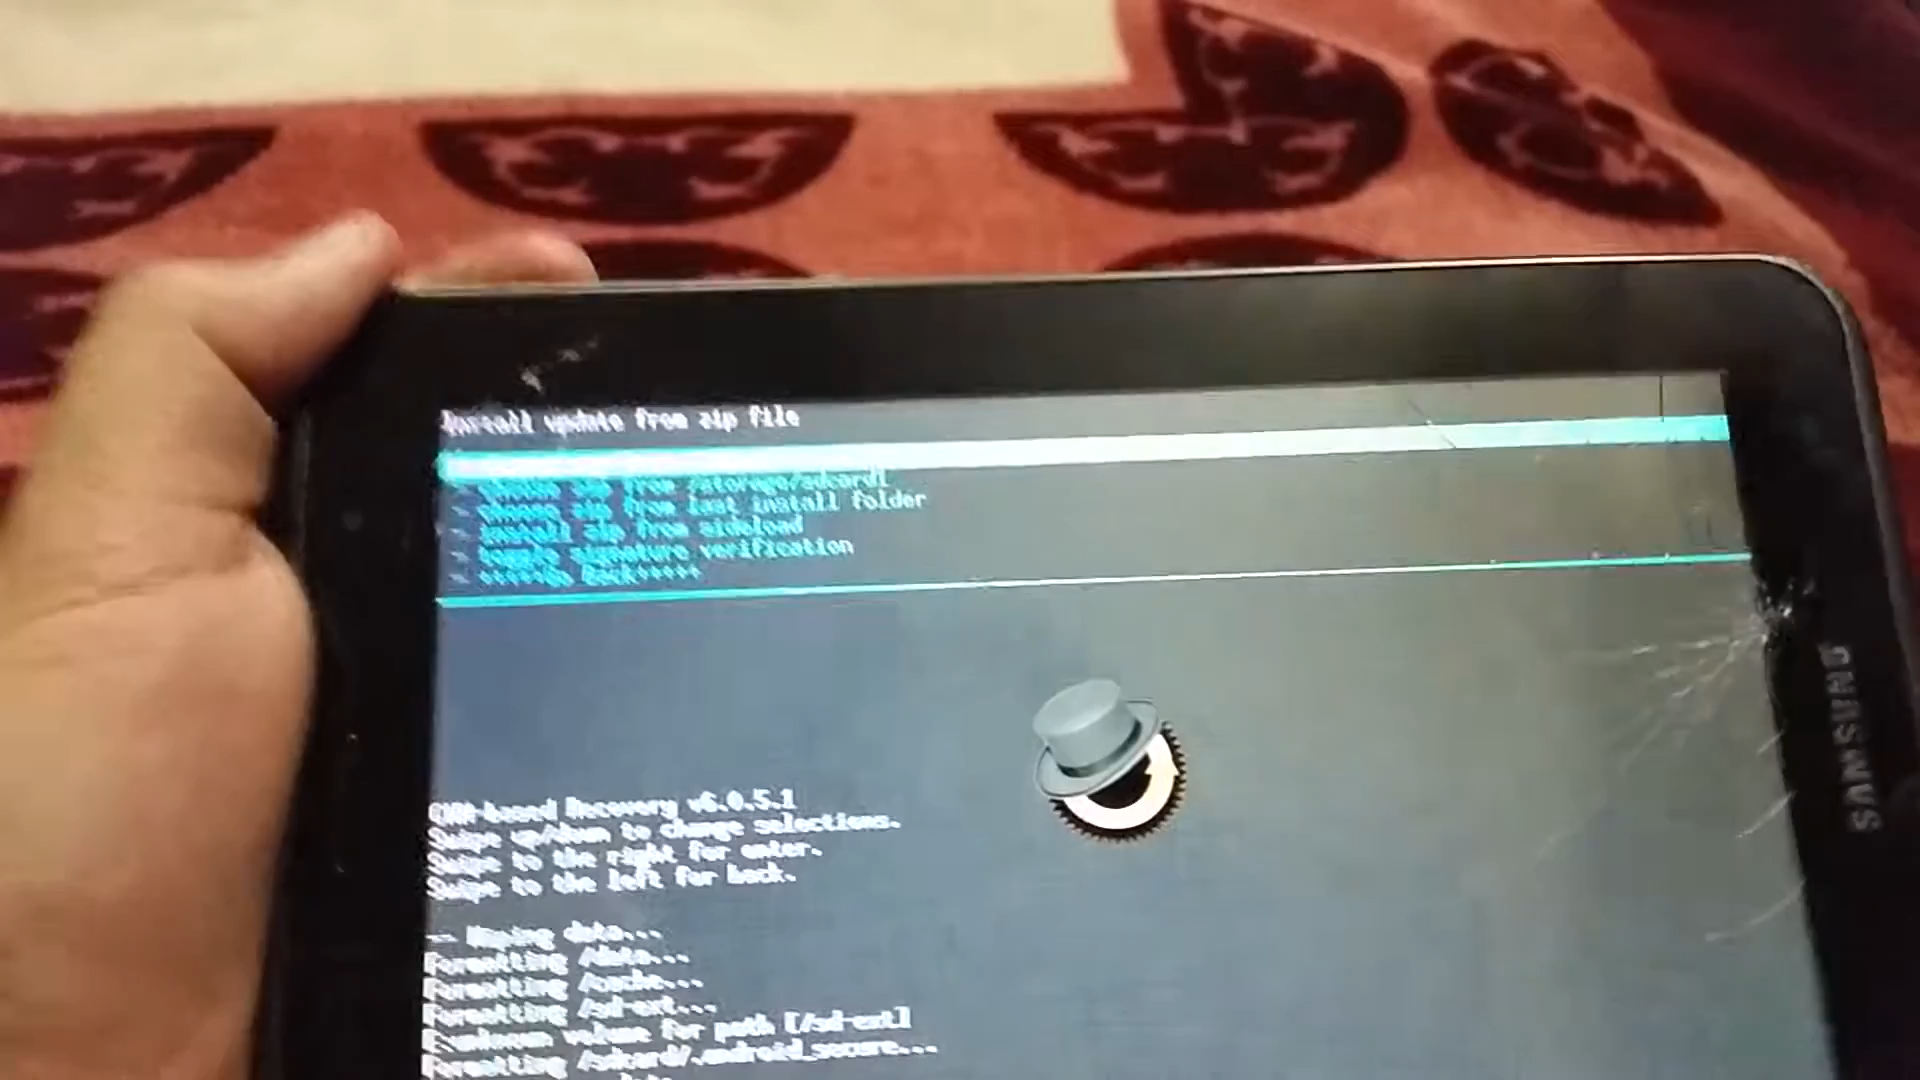 Install update from zip file
- choose zip from /storage/sdcard1
- choose zip from last install folder
- install zip from sideload
- toggle signature verification
- +++++Go Back+++++
CWM-based Recovery v6.0.5.1
Swipe up/down to change selections.
Swipe to the right for enter.
Swipe to the left for back.
-- Wiping data...
Formatting /data...
Formatting /cache...
Formatting /sd-ext...
E:unknown volume for path [/sd-ext]
Formatting /sdcard/.android_secure...
SAMSUNG